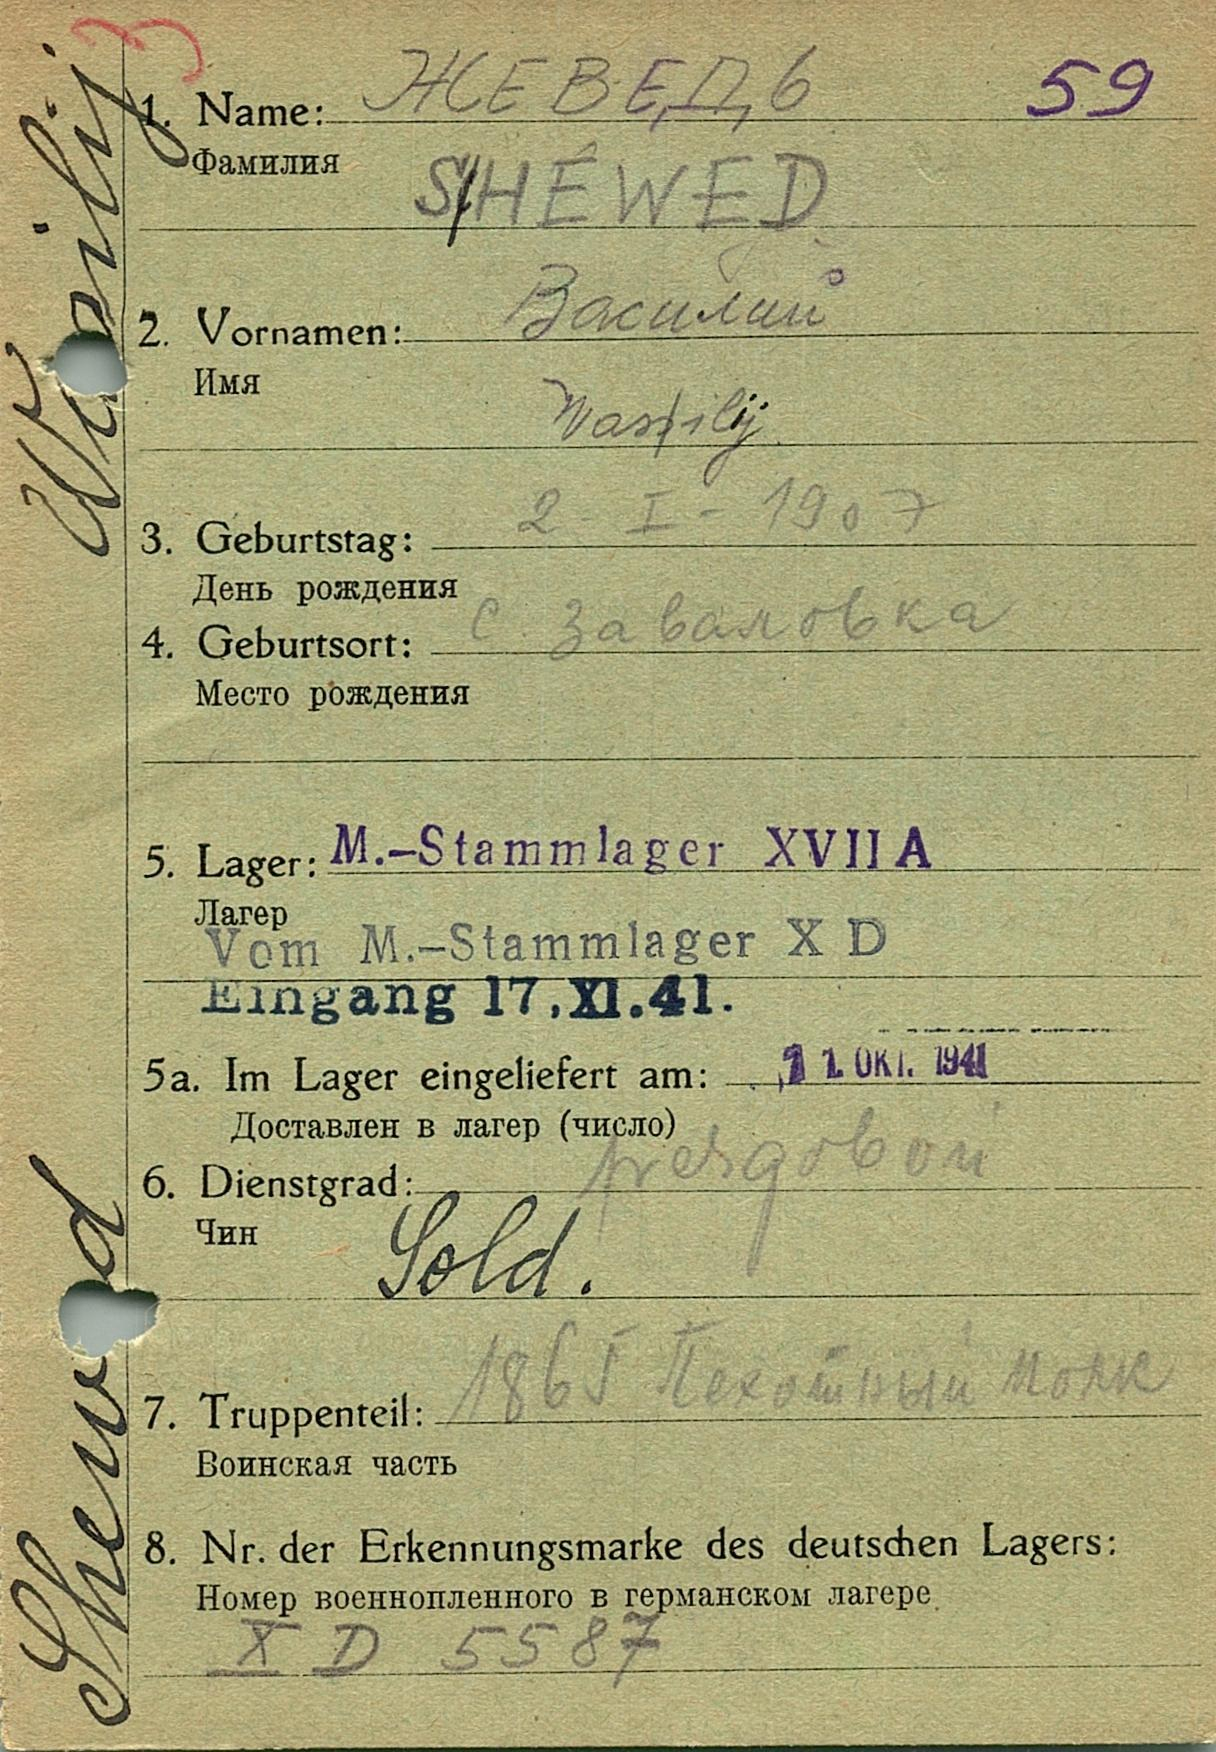 1. Name: ЖЕВЕДЬ 59
Фамилия
SHÉWED
2. Vornamen: Василий
Имя
Wassilij
3. Geburtstag: 2 - I - 1907
День рождения
4. Geburtsort: с Заваловка
Место рождения
5. Lager: M.-Stammlager XVII A
Лагер
Vom M.-Stammlager X D
Eingang 17.XI.41.
5a. Im Lager eingeliefert am: 11. OKT. 1941
Доставлен в лагер (число)
6. Dienstgrad:
Чин
Sold.
7. Truppenteil: Пехотный полк
Воинская часть
8. Nr. der Erkennungsmarke des deutschen Lagers:
Номер военнопленного в германском лагере
X D 5587
Shewed Wasilij